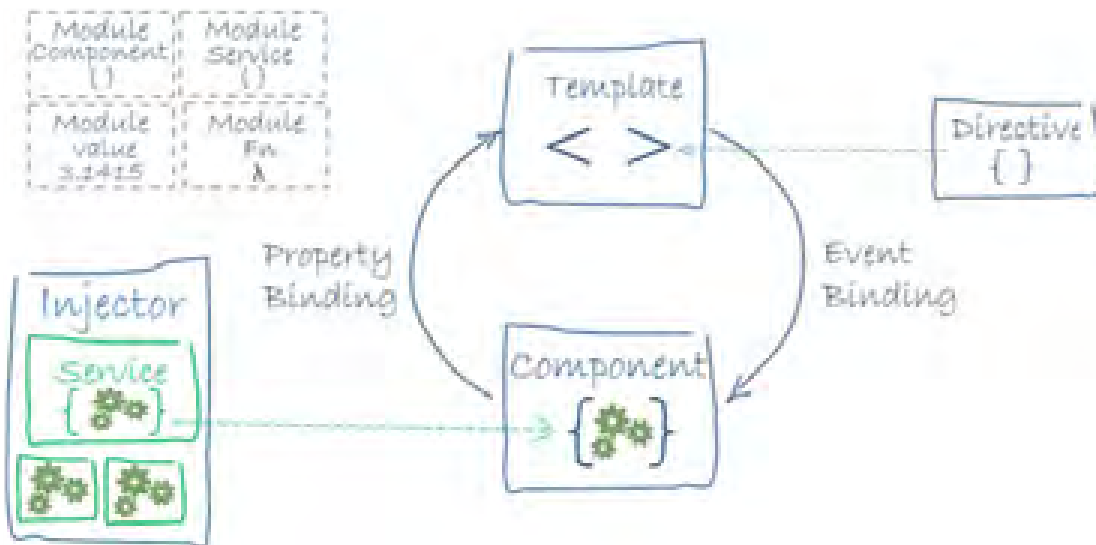 Module
Component
{ }
Module
Service
{ }
Module
value
3.1415
Module
Fn
λ
Template
< >
Directive
{ }
Property
Binding
Event
Binding
Injector
Service
{ }
Component
{ }